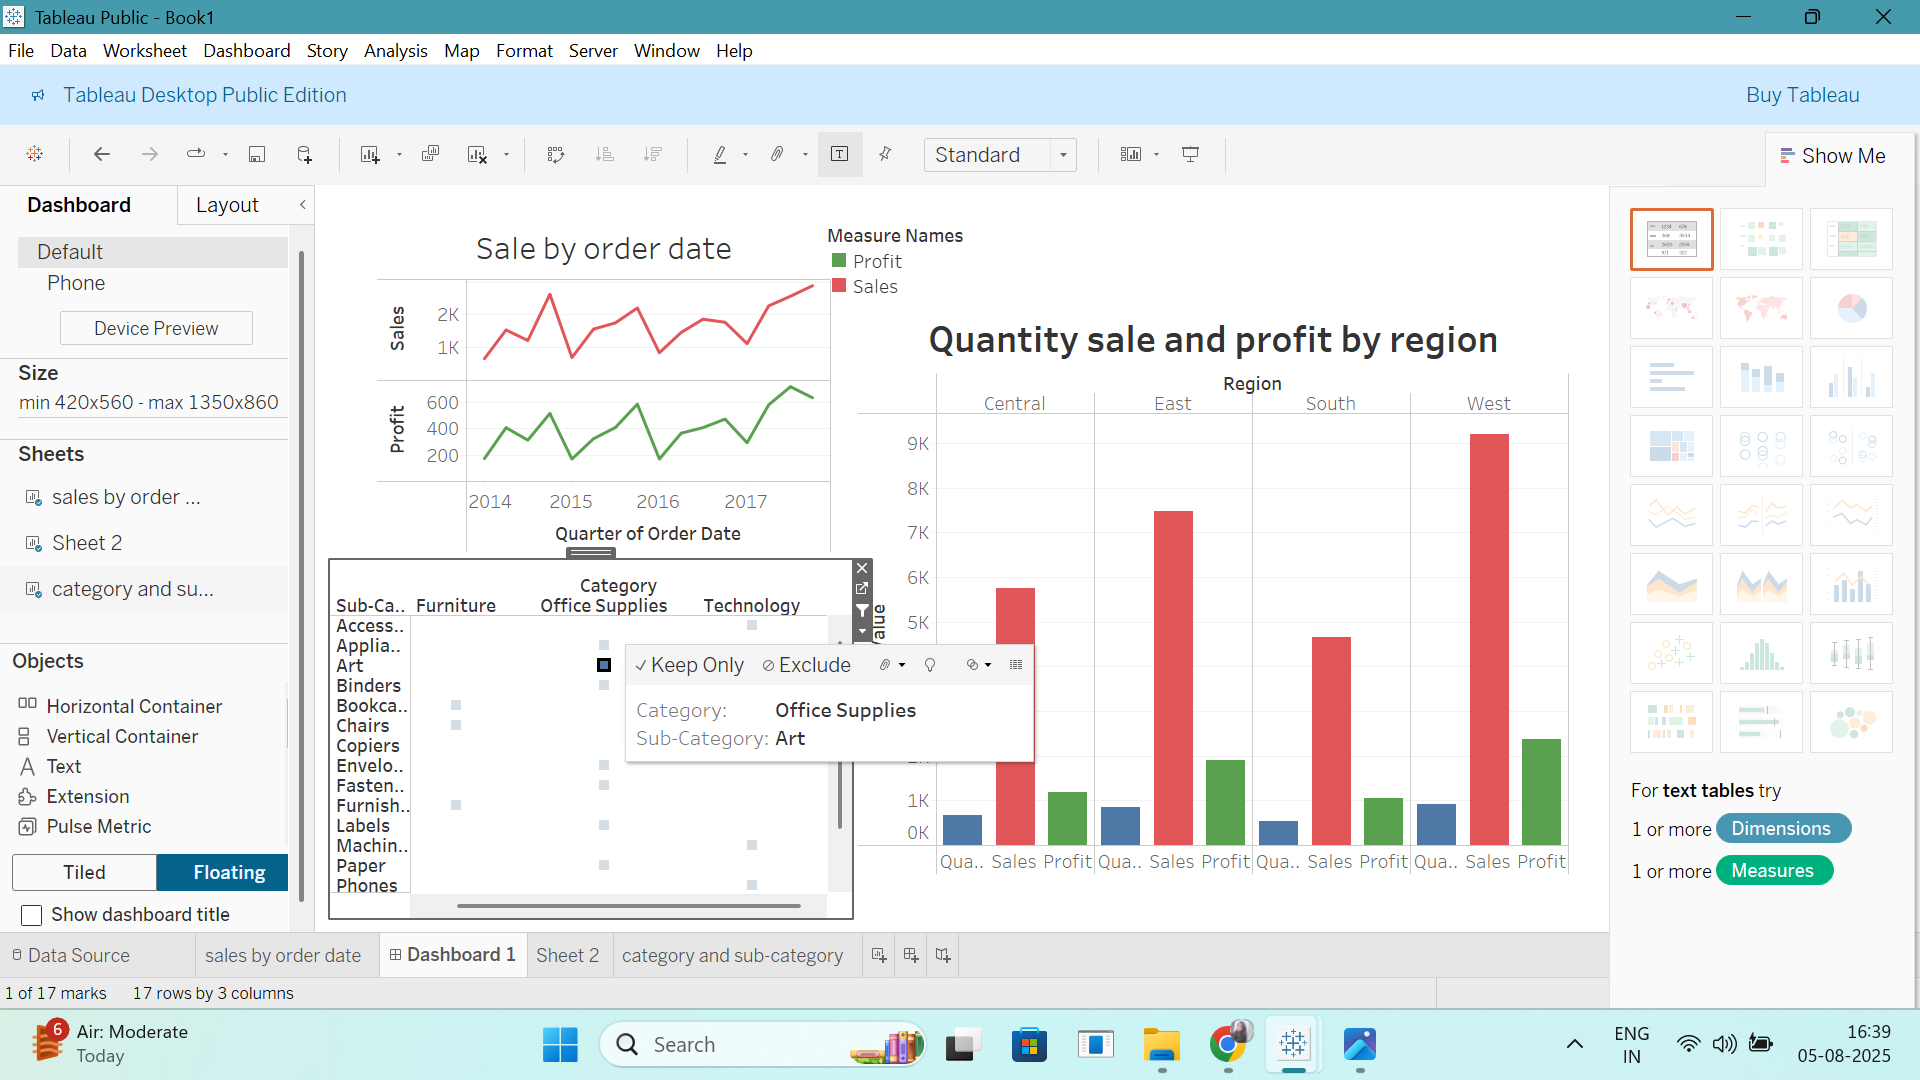 Tableau Public - Book1
File Data Worksheet Dashboard Story Analysis Map Format Server Window Help
Tableau Desktop Public Edition
Buy Tableau
Standard
Show Me
Dashboard
Layout
Default
Phone
Device Preview
Size
min 420x560 - max 1350x860
Sheets
sales by order ...
Sheet 2
category and su...
Objects
Horizontal Container
Vertical Container
Text
Extension
Pulse Metric
Tiled
Floating
Show dashboard title
Sale by order date
Sales
2K
1K
Profit
600
400
200
2014 2015 2016 2017
Quarter of Order Date
Measure Names
Profit
Sales
Quantity sale and profit by region
Region
Central East South West
9K
8K
7K
6K
5K
1K
0K
Qua.. Sales Profit Qua.. Sales Profit Qua.. Sales Profit Qua.. Sales Profit
Category
Sub-Ca.. Furniture Office Supplies Technology
Access..
Applia..
Art
Binders
Bookca..
Chairs
Copiers
Envelo..
Fasten..
Furnish..
Labels
Machin..
Paper
Phones
Keep Only Exclude
Category: Office Supplies
Sub-Category: Art
For text tables try
1 or more Dimensions
1 or more Measures
Data Source
sales by order date
Dashboard 1
Sheet 2
category and sub-category
1 of 17 marks 17 rows by 3 columns
6
Air: Moderate
Today
Search
ENG
IN
16:39
05-08-2025